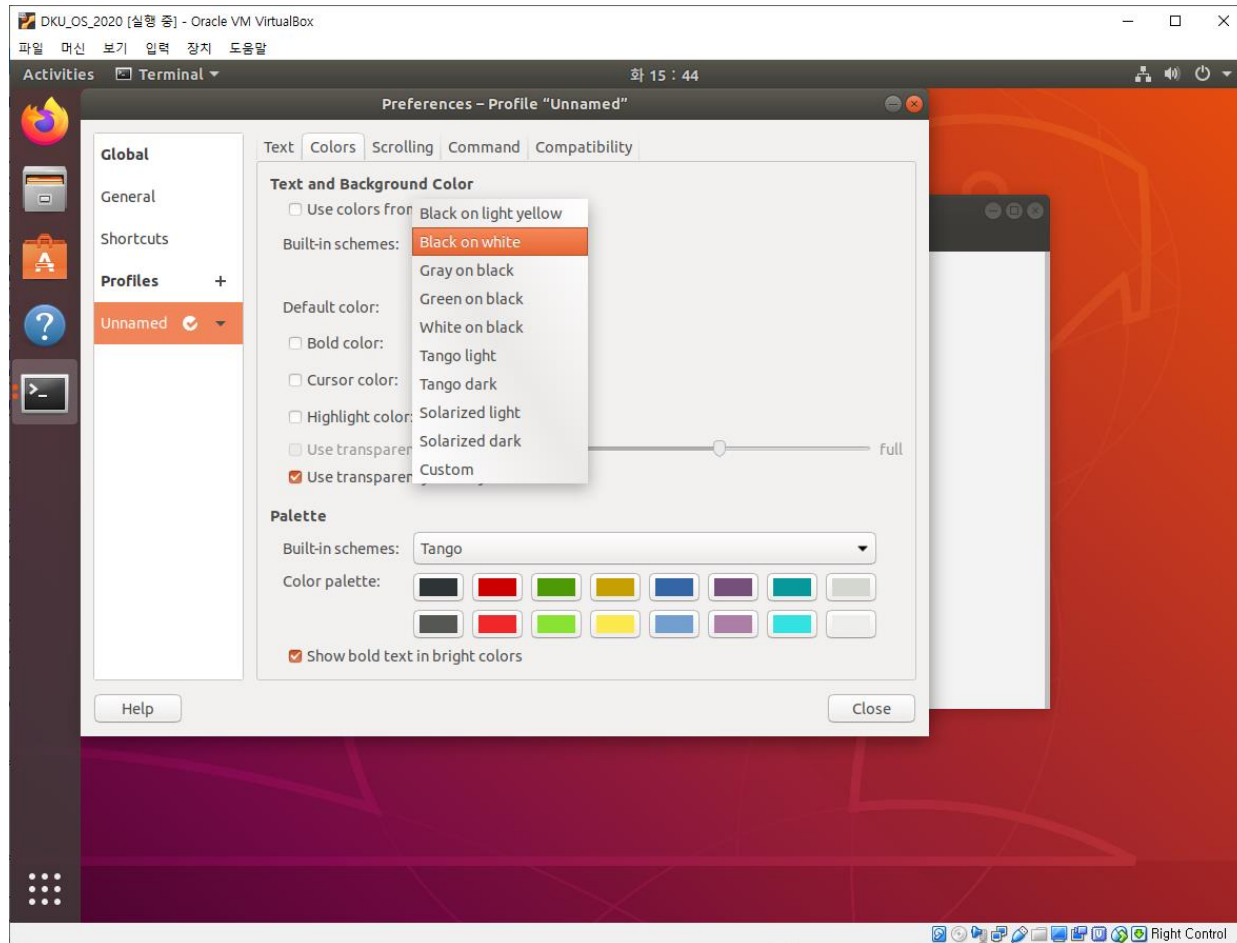 DKU_OS_2020 [실행 중] - Oracle VM VirtualBox
파일 머신 보기 입력 장치 도움말
Activities Terminal 화 15 : 44
Preferences – Profile “Unnamed”
Global
General
Shortcuts
Profiles +
Unnamed
Text Colors Scrolling Command Compatibility
Text and Background Color
Use colors from
Built-in schemes:
Black on light yellow
Black on white
Gray on black
Green on black
White on black
Tango light
Tango dark
Solarized light
Solarized dark
Custom
Default color:
Bold color:
Cursor color:
Highlight color:
Use full
Use
Palette
Built-in schemes: Tango
Color palette:
Show bold text in bright colors
Help Close
Right Control